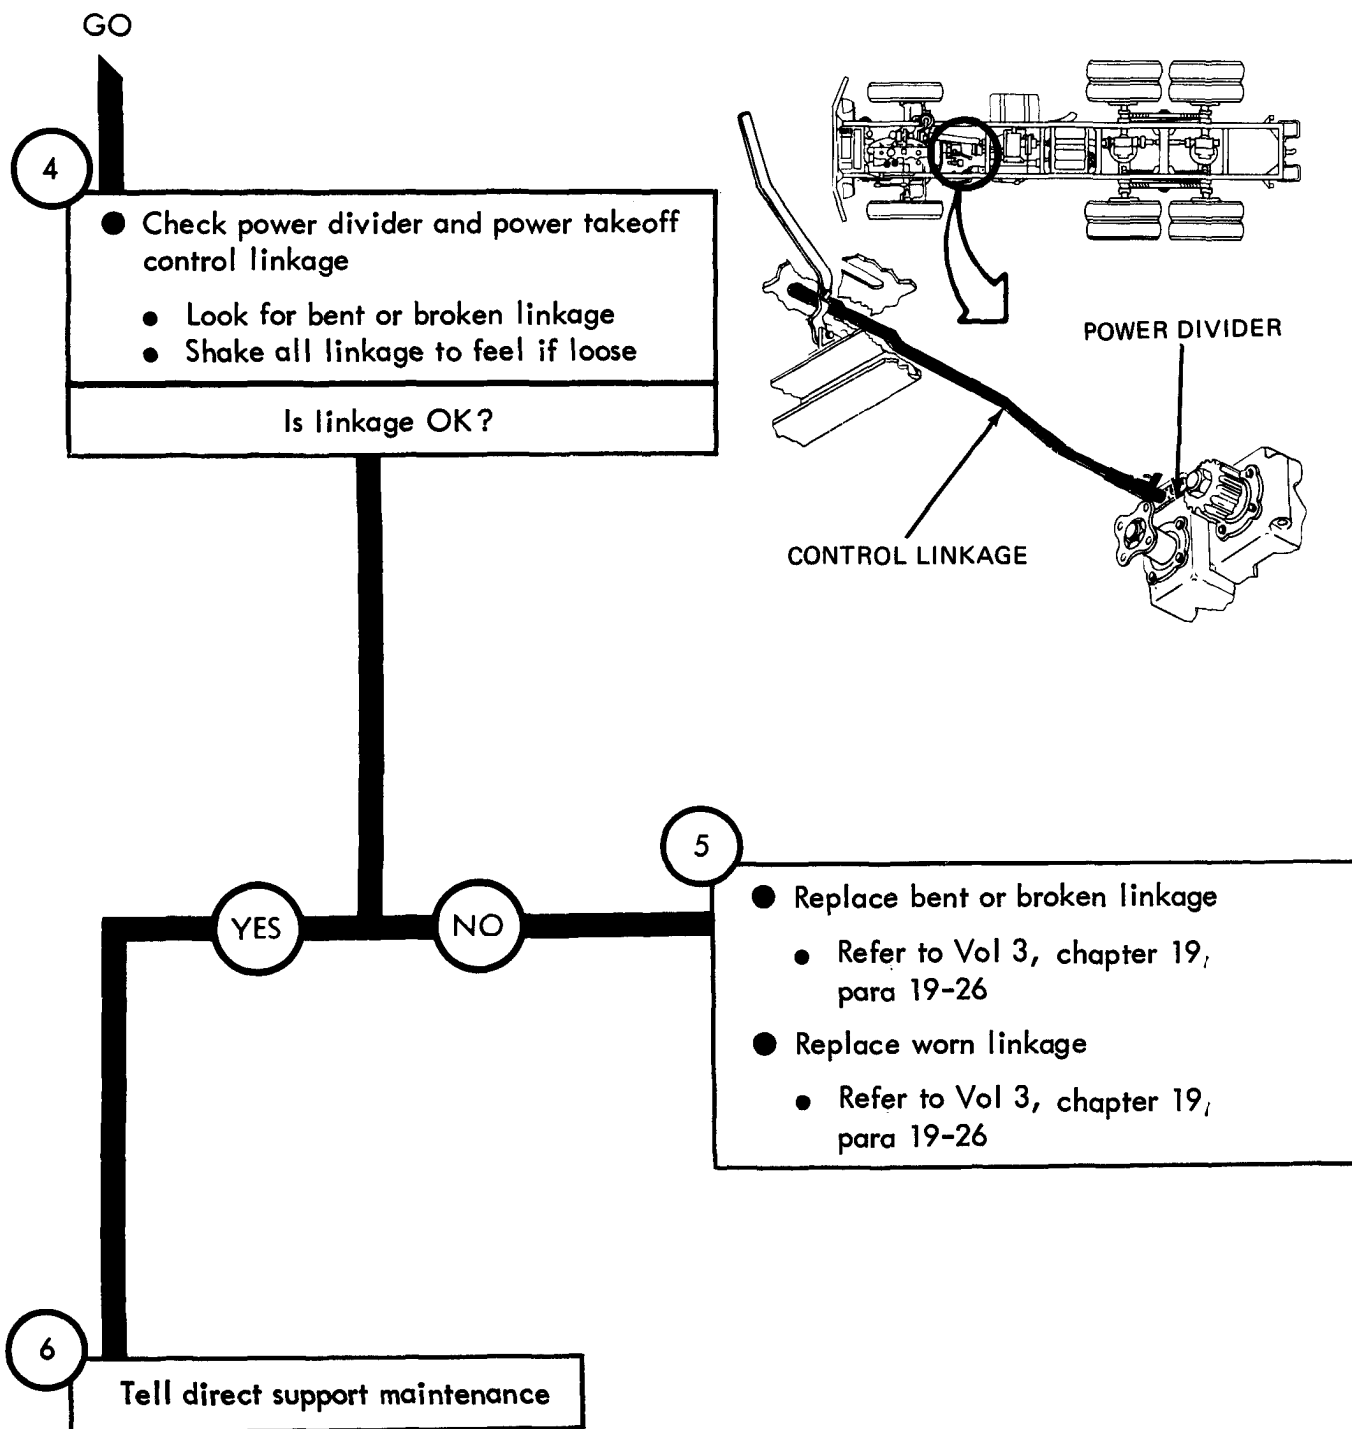 GO
4
● Check power divider and power takeoff
control linkage
● Look for bent or broken linkage
● Shake all linkage to feel if loose
Is linkage OK?
POWER DIVIDER
CONTROL LINKAGE
YES
NO
5
● Replace bent or broken linkage
● Refer to Vol 3, chapter 19,
para 19-26
● Replace worn linkage
● Refer to Vol 3, chapter 19,
para 19-26
6
Tell direct support maintenance